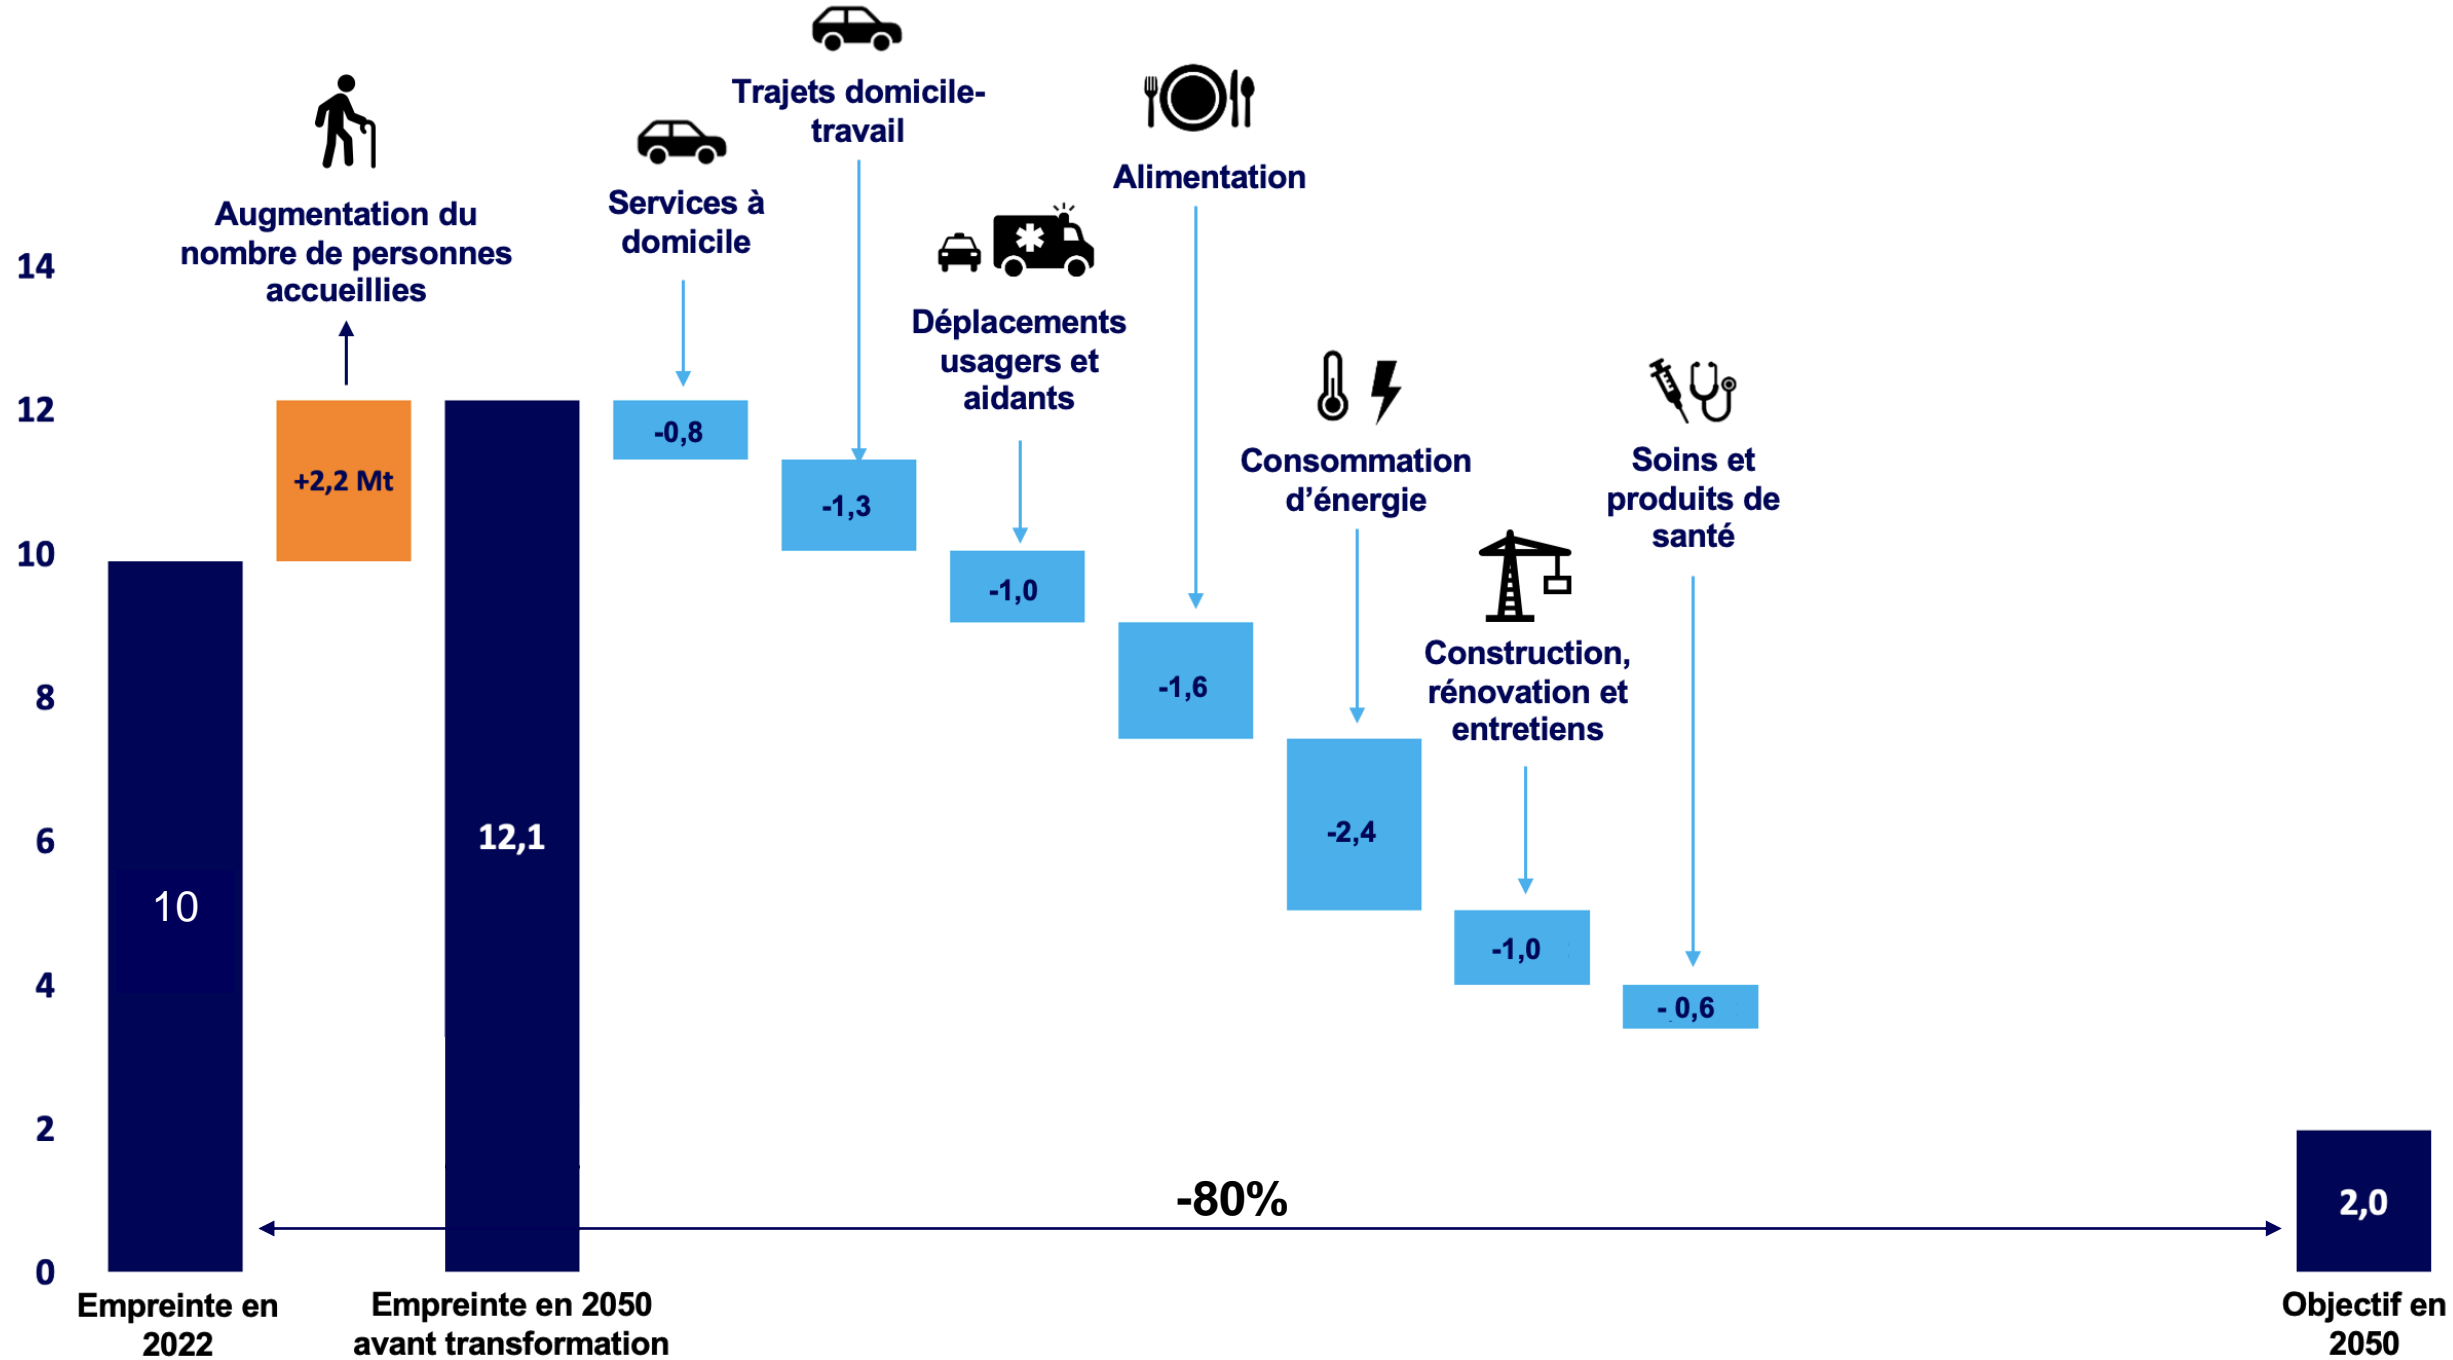 Trajets domicile-
travail
Alimentation
Augmentation du
nombre de personnes
accueillies
Services à
domicile
Déplacements
usagers et
aidants
Consommation
d’énergie
Soins et
produits de
santé
Construction,
rénovation et
entretiens
14
12
10
8
6
4
2
0
10
+2,2 Mt
12,1
-0,8
-1,3
-1,0
-1,6
-2,4
-1,0
- 0,6
-80%
2,0
Empreinte en
2022
Empreinte en 2050
avant transformation
Objectif en
2050